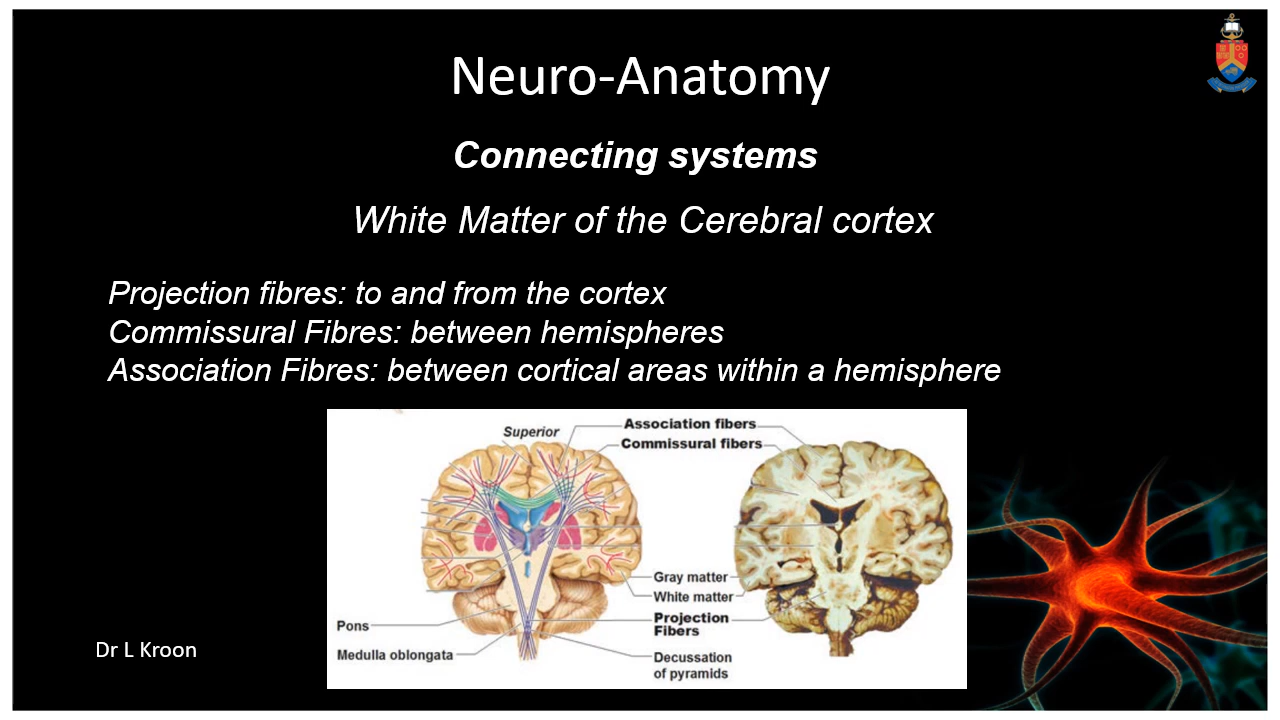 Neuro-Anatomy
Connecting systems
White Matter of the Cerebral cortex
Projection fibres: to and from the cortex
Commissural Fibres: between hemispheres
Association Fibres: between cortical areas within a hemisphere
Superior
Association fibers
Commissural fibers
Gray matter
White matter
Pons
Projection
Fibers
Medulla oblongata
Decussation
of pyramids
Dr L Kroon